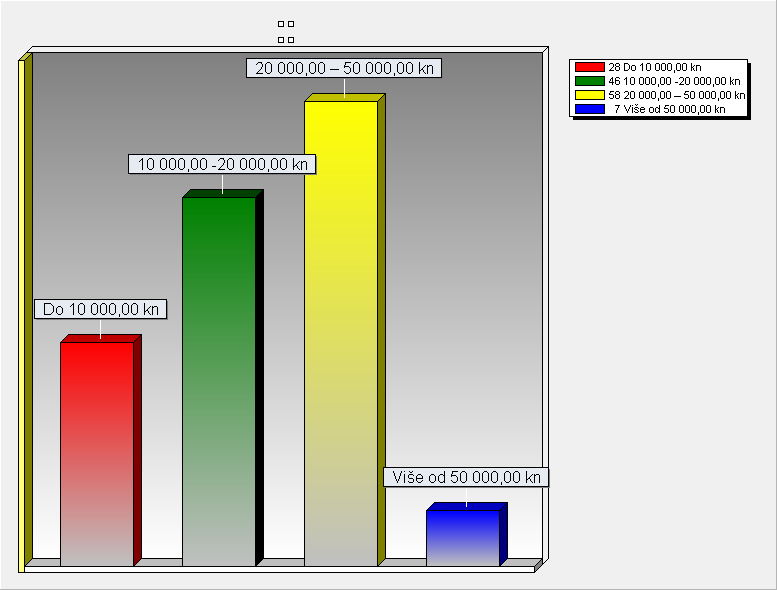 20 000,00 – 50 000,00 kn
10 000,00 -20 000,00 kn
Do 10 000,00 kn
Više od 50 000,00 kn
28 Do 10 000,00 kn
46 10 000,00 -20 000,00 kn
58 20 000,00 – 50 000,00 kn
7 Više od 50 000,00 kn